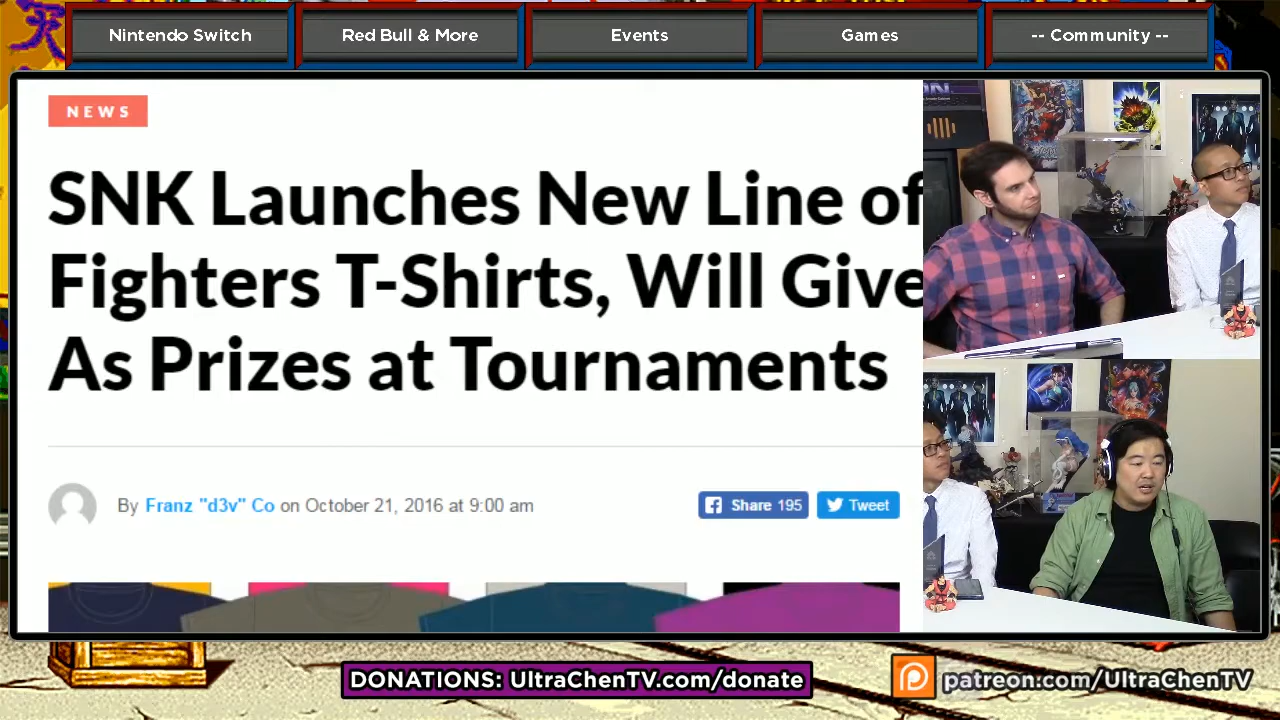 Nintendo Switch
Red Bull & More
Events
Games
-- Community --
NEWS
SNK Launches New Line of
Fighters T-Shirts, Will Give
As Prizes at Tournaments
By Franz "d3v" Co on October 21, 2016 at 9:00 am
Share 195
Tweet
DONATIONS: UltraChenTV.com/donate
patreon.com/UltraChenTV